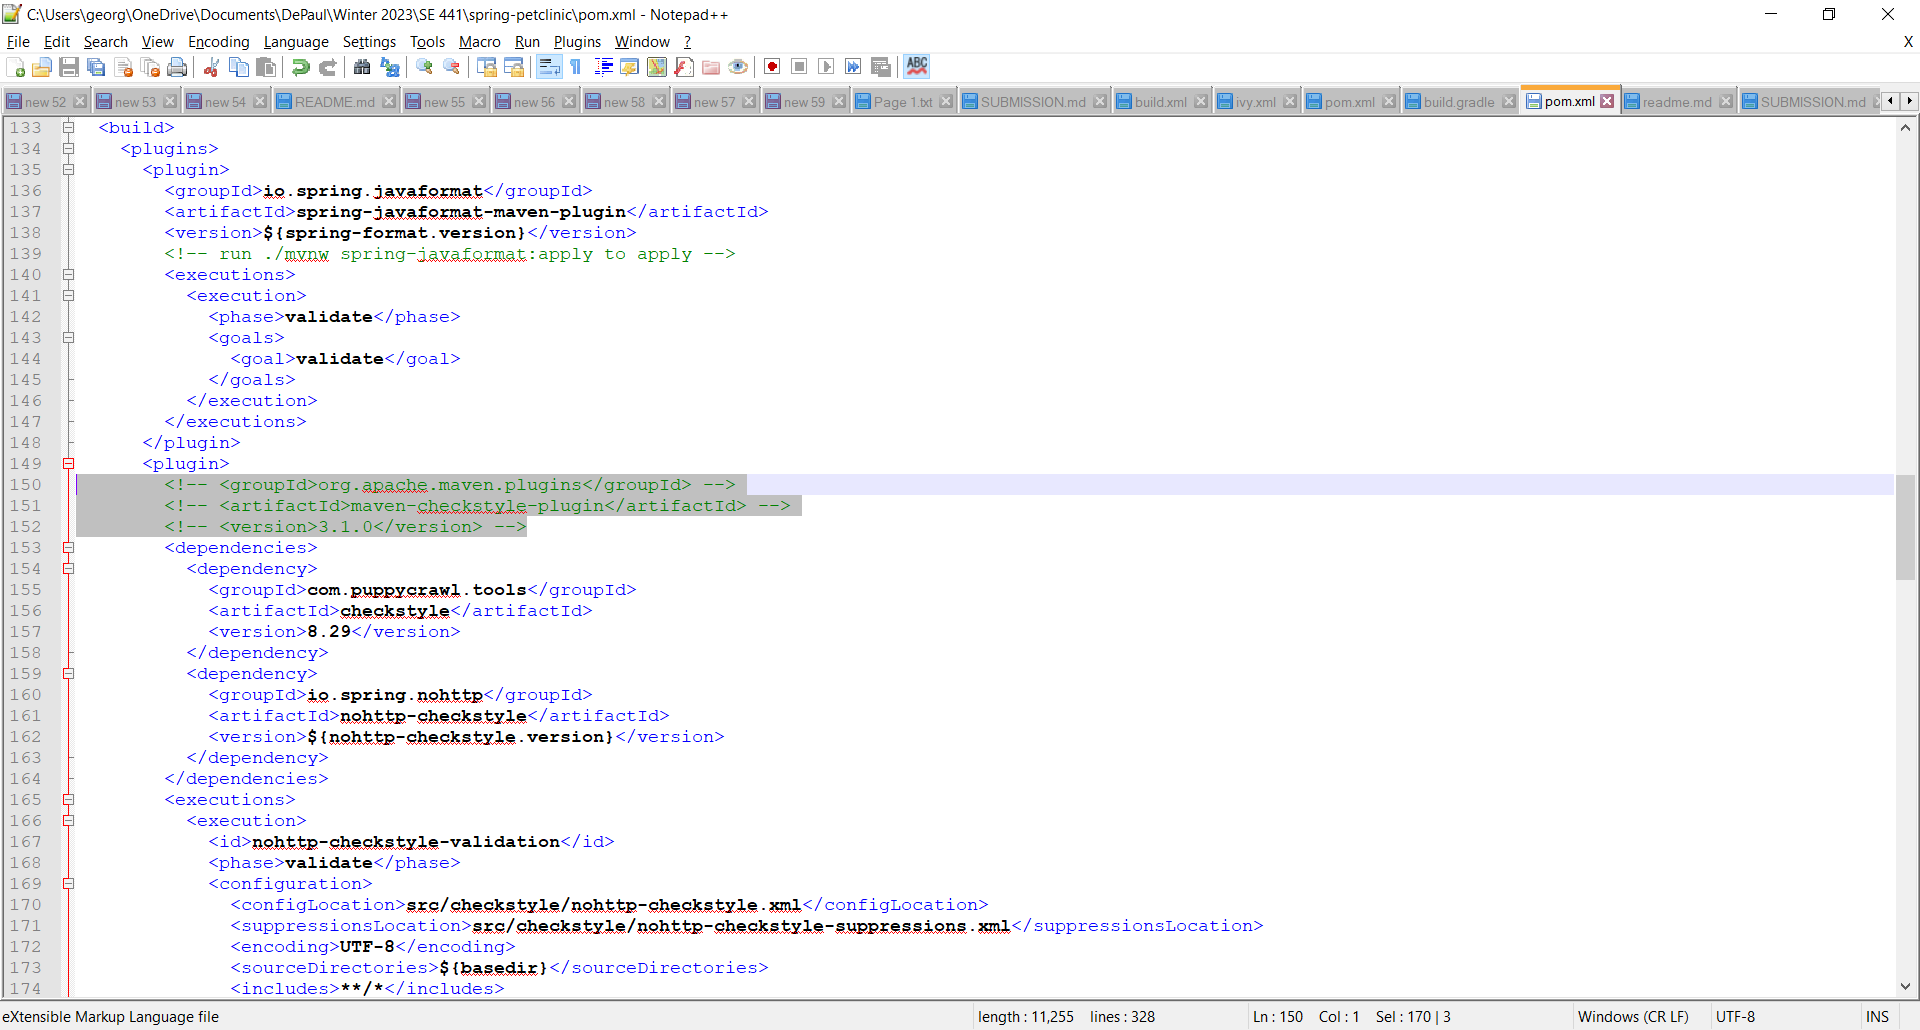 C:\Users\georg\OneDrive\Documents\DePaul\Winter 2023\SE 441\spring-petclinic\pom.xml - Notepad++
File Edit Search View Encoding Language Settings Tools Macro Run Plugins Window ? X
ABC
new 52 new 53 new 54 README.md new 55 new 56 new 58 new 57 new 59 Page 1.txt SUBMISSION.md build.xml ivy.xml pom.xml build.gradle pom.xml readme.md SUBMISSION.md
133 <build>
134 <plugins>
135 <plugin>
136 <groupId>io.spring.javaformat</groupId>
137 <artifactId>spring-javaformat-maven-plugin</artifactId>
138 <version>${spring-format.version}</version>
139 <!-- run ./mvnw spring-javaformat:apply to apply -->
140 <executions>
141 <execution>
142 <phase>validate</phase>
143 <goals>
144 <goal>validate</goal>
145 </goals>
146 </execution>
147 </executions>
148 </plugin>
149 <plugin>
150 <!-- <groupId>org.apache.maven.plugins</groupId> -->
151 <!-- <artifactId>maven-checkstyle-plugin</artifactId> -->
152 <!-- <version>3.1.0</version> -->
153 <dependencies>
154 <dependency>
155 <groupId>com.puppycrawl.tools</groupId>
156 <artifactId>checkstyle</artifactId>
157 <version>8.29</version>
158 </dependency>
159 <dependency>
160 <groupId>io.spring.nohttp</groupId>
161 <artifactId>nohttp-checkstyle</artifactId>
162 <version>${nohttp-checkstyle.version}</version>
163 </dependency>
164 </dependencies>
165 <executions>
166 <execution>
167 <id>nohttp-checkstyle-validation</id>
168 <phase>validate</phase>
169 <configuration>
170 <configLocation>src/checkstyle/nohttp-checkstyle.xml</configLocation>
171 <suppressionsLocation>src/checkstyle/nohttp-checkstyle-suppressions.xml</suppressionsLocation>
172 <encoding>UTF-8</encoding>
173 <sourceDirectories>${basedir}</sourceDirectories>
174 <includes>**/*</includes>
eXtensible Markup Language file length : 11,255 lines : 328 Ln : 150 Col : 1 Sel : 170 | 3 Windows (CR LF) UTF-8 INS